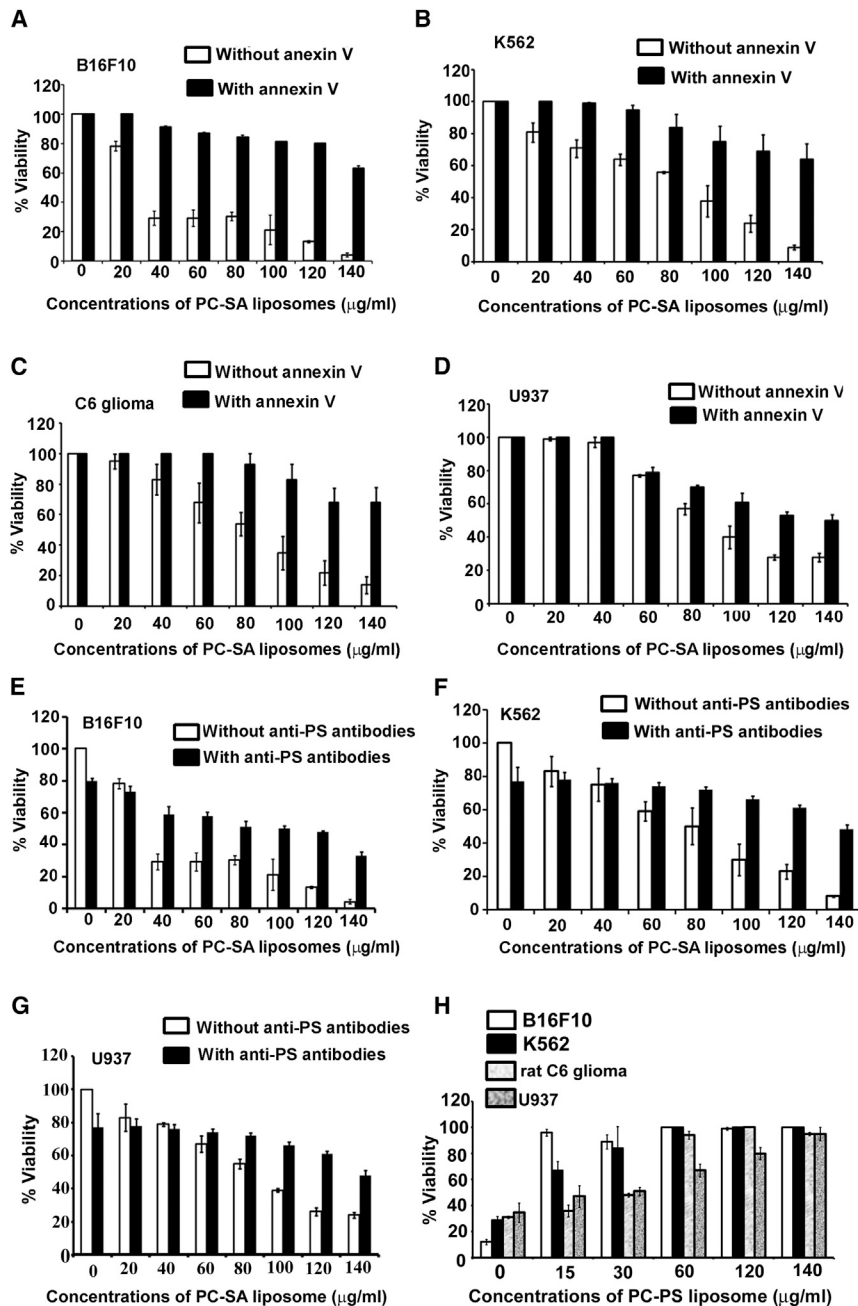 A
B16F10
Without anexin V
With annexin V
120
100
80
60
40
20
0
% Viability
0 20 40 60 80 100 120 140
Concentrations of PC-SA liposomes (μg/ml)
B
K562
Without annexin V
With annexin V
120
100
80
60
40
20
0
% Viability
0 20 40 60 80 100 120 140
Concentrations of PC-SA liposomes (μg/ml)
C
C6 glioma
Without annexin V
With annexin V
120
100
80
60
40
20
0
% Viability
0 20 40 60 80 100 120 140
Concentrations of PC-SA liposomes (μg/ml)
D
U937
Without annexin V
With annexin V
120
100
80
60
40
20
0
% Viability
0 20 40 60 80 100 120 140
Concentrations of PC-SA liposomes (μg/ml)
E
B16F10
Without anti-PS antibodies
With anti-PS antibodies
120
100
80
60
40
20
0
% Viability
0 20 40 60 80 100 120 140
Concentrations of PC-SA liposomes (μg/ml)
F
K562
Without anti-PS antibodies
With anti-PS antibodies
120
100
80
60
40
20
0
% Viability
0 20 40 60 80 100 120 140
Concentrations of PC-SA liposomes (μg/ml)
G
U937
Without anti-PS antibodies
With anti-PS antibodies
120
100
80
60
40
20
0
% Viability
0 20 40 60 80 100 120 140
Concentrations of PC-SA liposome (μg/ml)
H
B16F10
K562
rat C6 glioma
U937
120
100
80
60
40
20
0
% Viability
0 15 30 60 120 140
Concentrations of PC-PS liposome (μg/ml)